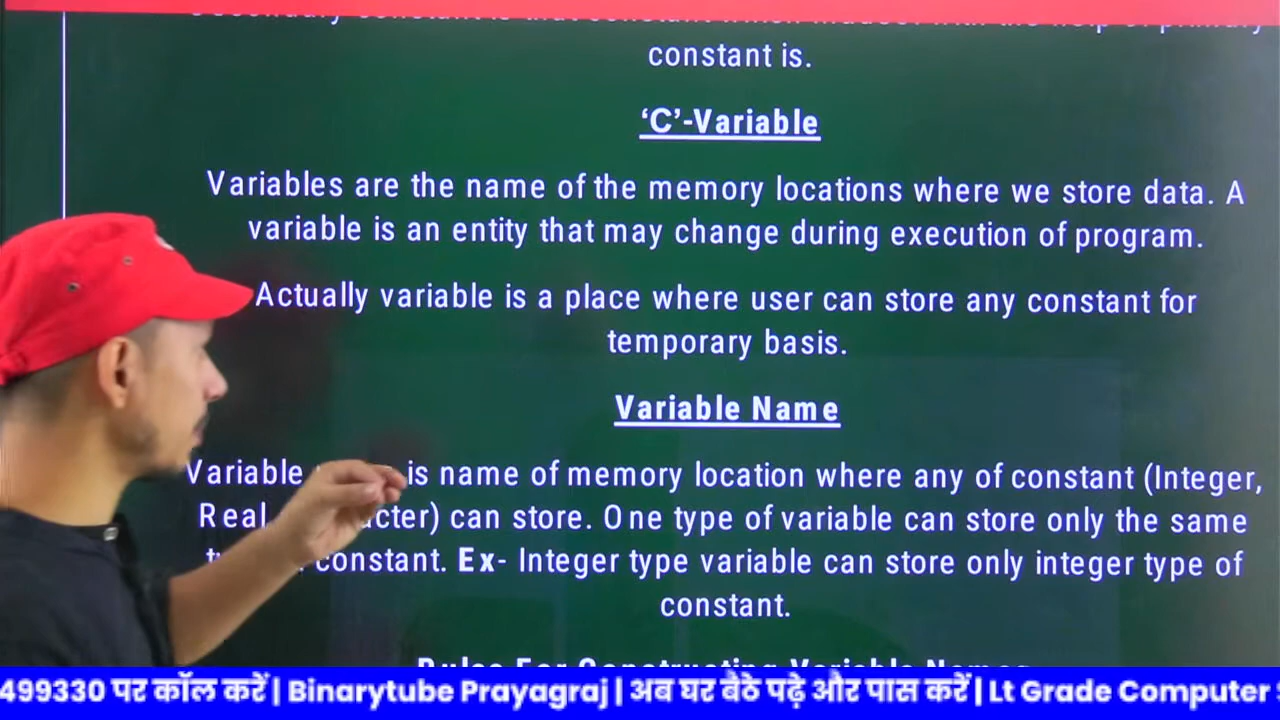 constant is.
‘C’-Variable
Variables are the name of the memory locations where we store data. A
variable is an entity that may change during execution of program.
Actually variable is a place where user can store any constant for
temporary basis.
Variable is name of memory location where any of constant (Integer,
Real can store. One type of variable can store only the same
constant. Ex- Integer type variable can store only integer type of
constant.
Rules For Constructing Variable Names
499330 पर कॉल करें | Binarytube Prayagraj | अब घर बैठे पढ़े और पास करें | Lt Grade Computer